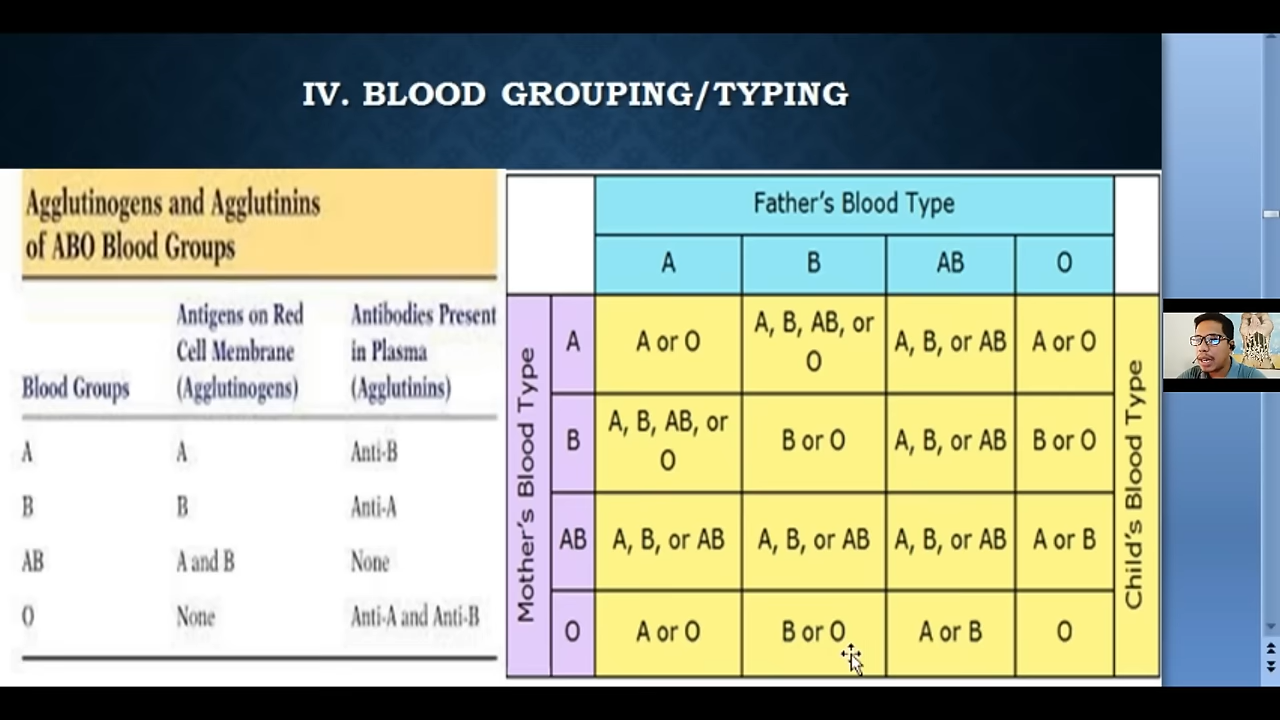 IV. BLOOD GROUPING/TYPING
Agglutinogens and Agglutinins
of ABO Blood Groups
Blood Groups
Antigens on Red
Cell Membrane
(Agglutinogens)
Antibodies Present
in Plasma
(Agglutinins)
A A Anti-B
B B Anti-A
AB A and B None
O None Anti-A and Anti-B
Father's Blood Type
A B AB O
Mother's Blood Type
A
A or O
A, B, AB, or
O
A, B, or AB
A or O
B
A, B, AB, or
O
B or O
A, B, or AB
B or O
AB
A, B, or AB
A, B, or AB
A, B, or AB
A or B
O
A or O
B or O
A or B
O
Child's Blood Type